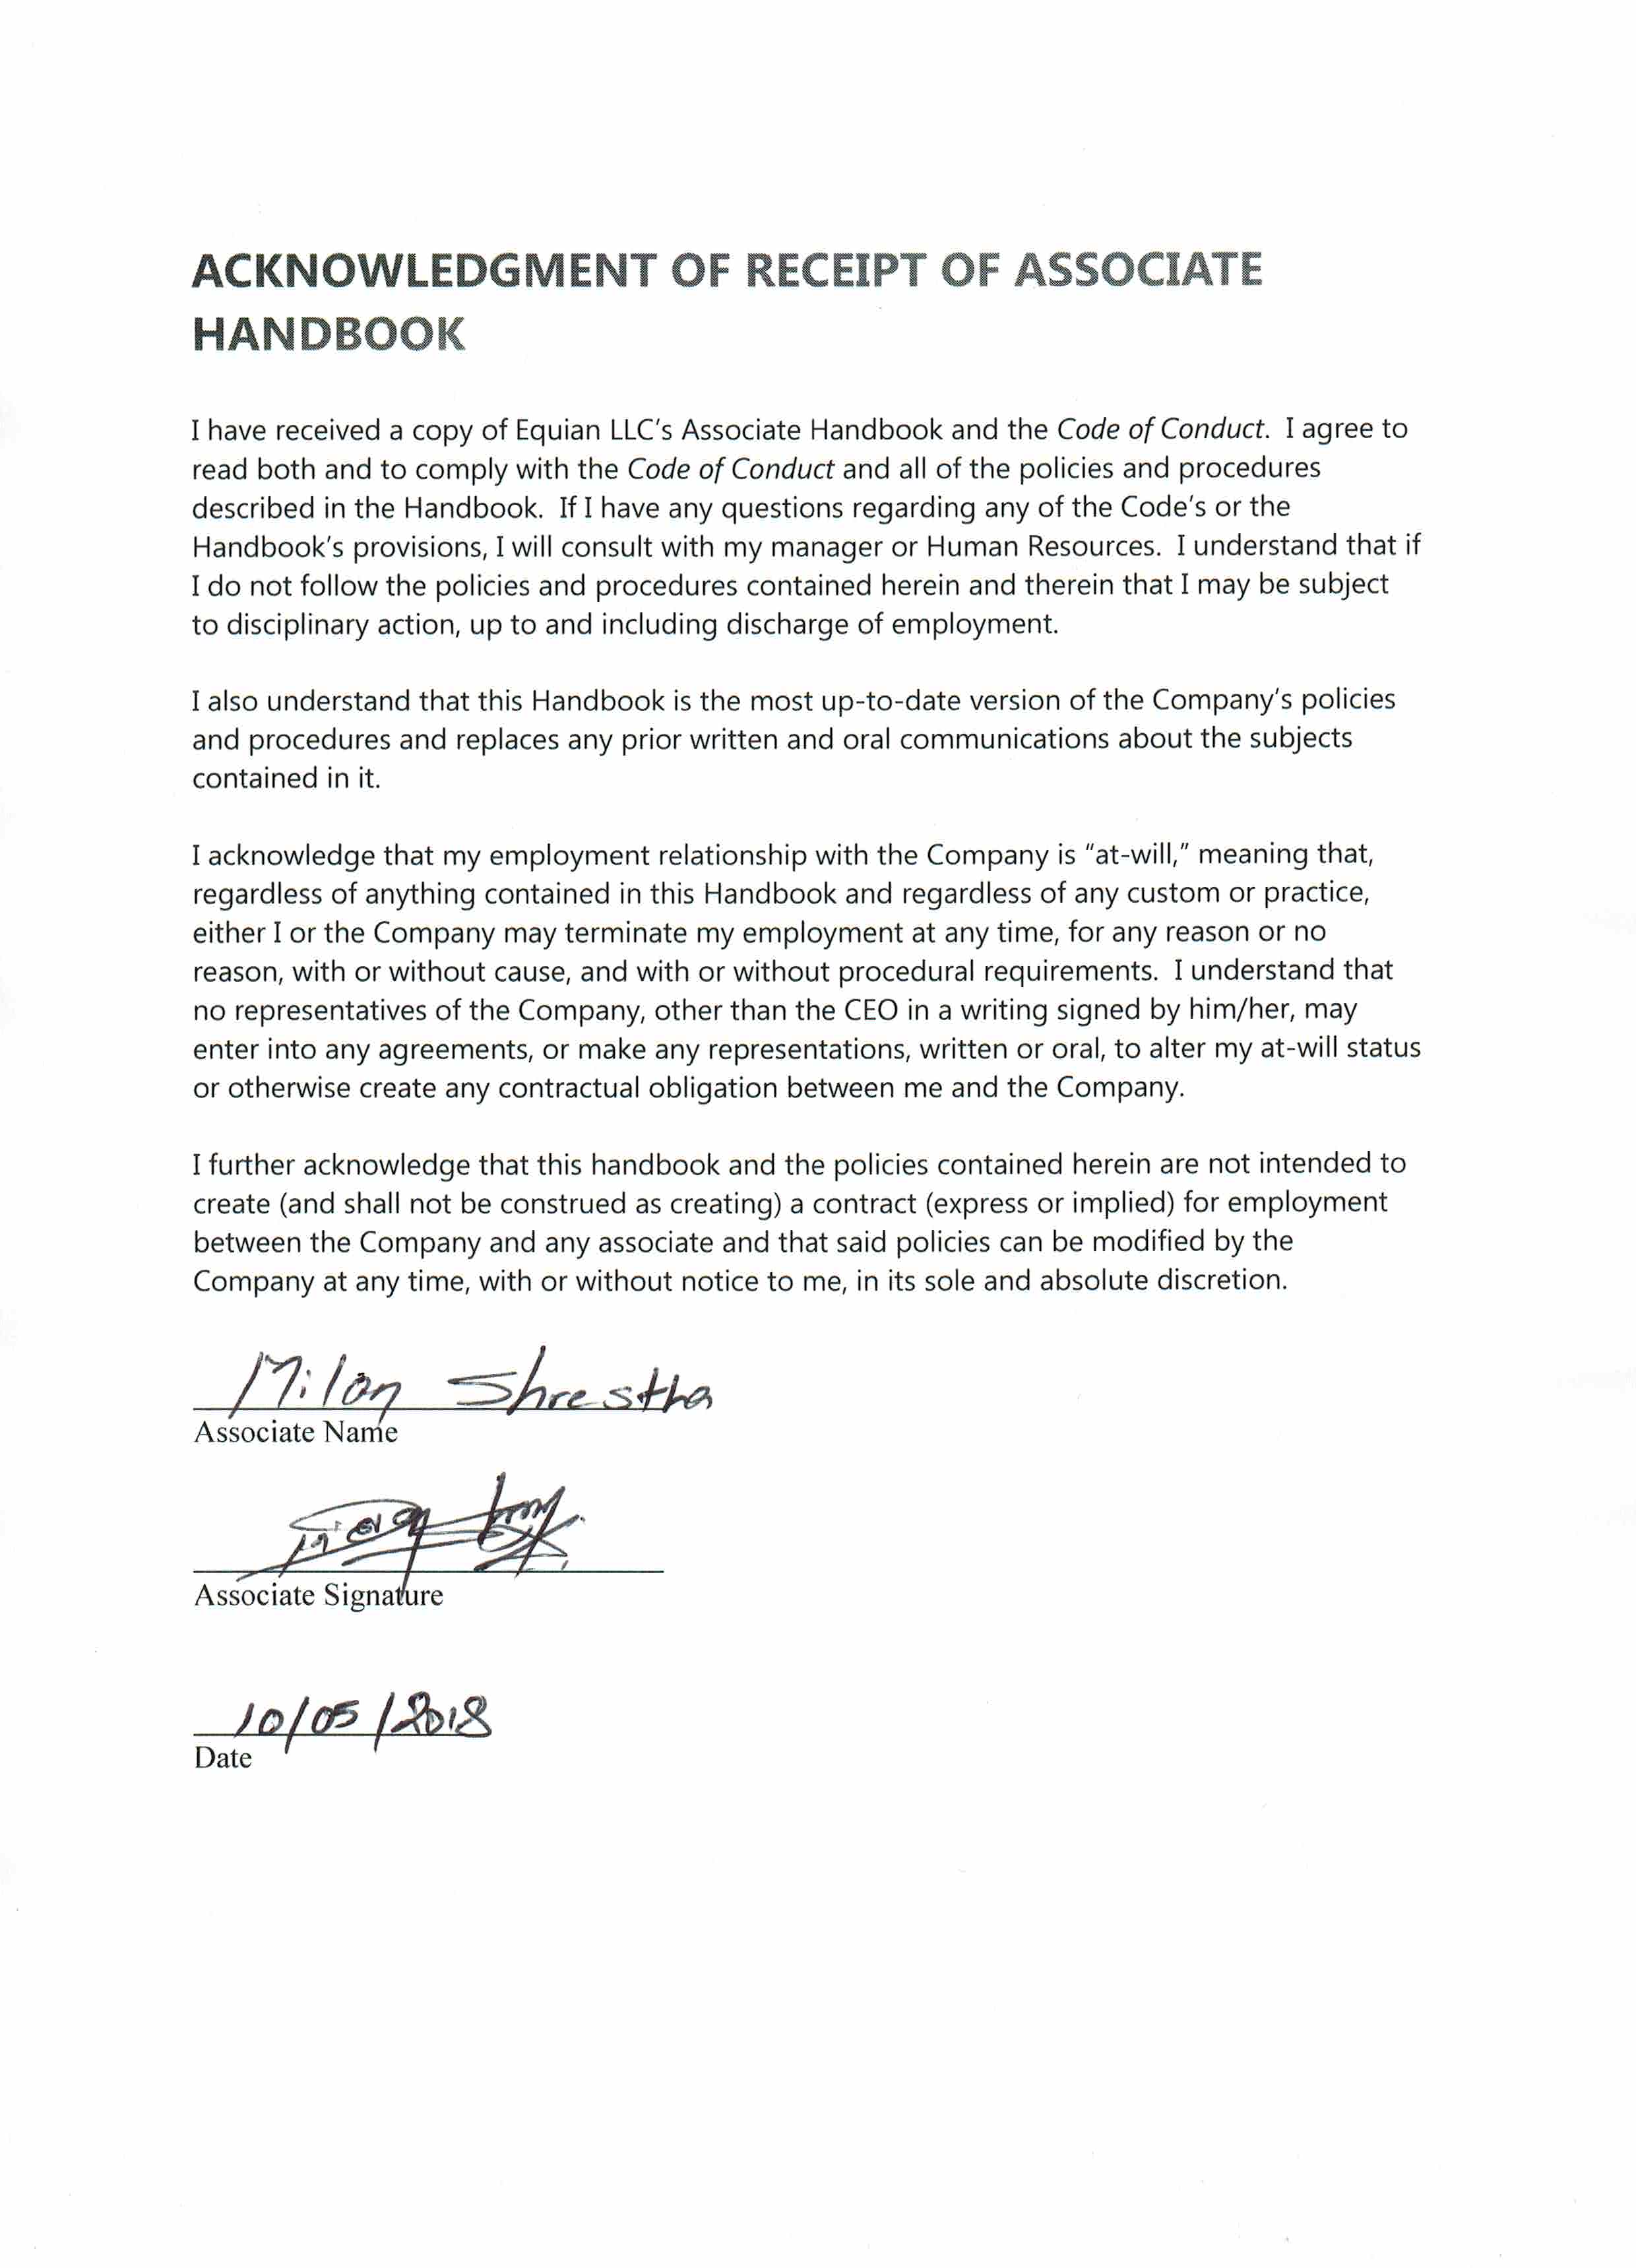 ACKNOWLEDGMENT OF RECEIPT OF ASSOCIATE
HANDBOOK
I have received a copy of Equian LLC's Associate Handbook and the Code of Conduct. I agree to
read both and to comply with the Code of Conduct and all of the policies and procedures
described in the Handbook. If I have any questions regarding any of the Code's or the
Handbook's provisions, I will consult with my manager or Human Resources. I understand that if
I do not follow the policies and procedures contained herein and therein that I may be subject
to disciplinary action, up to and including discharge of employment.
I also understand that this Handbook is the most up-to-date version of the Company's policies
and procedures and replaces any prior written and oral communications about the subjects
contained in it.
I acknowledge that my employment relationship with the Company is "at-will," meaning that,
regardless of anything contained in this Handbook and regardless of any custom or practice,
either I or the Company may terminate my employment at any time, for any reason or no
reason, with or without cause, and with or without procedural requirements. I understand that
no representatives of the Company, other than the CEO in a writing signed by him/her, may
enter into any agreements, or make any representations, written or oral, to alter my at-will status
or otherwise create any contractual obligation between me and the Company.
I further acknowledge that this handbook and the policies contained herein are not intended to
create (and shall not be construed as creating) a contract (express or implied) for employment
between the Company and any associate and that said policies can be modified by the
Company at any time, with or without notice to me, in its sole and absolute discretion.
Milan Shrestha
Associate Name
Associate Signature
10/05/2018
Date